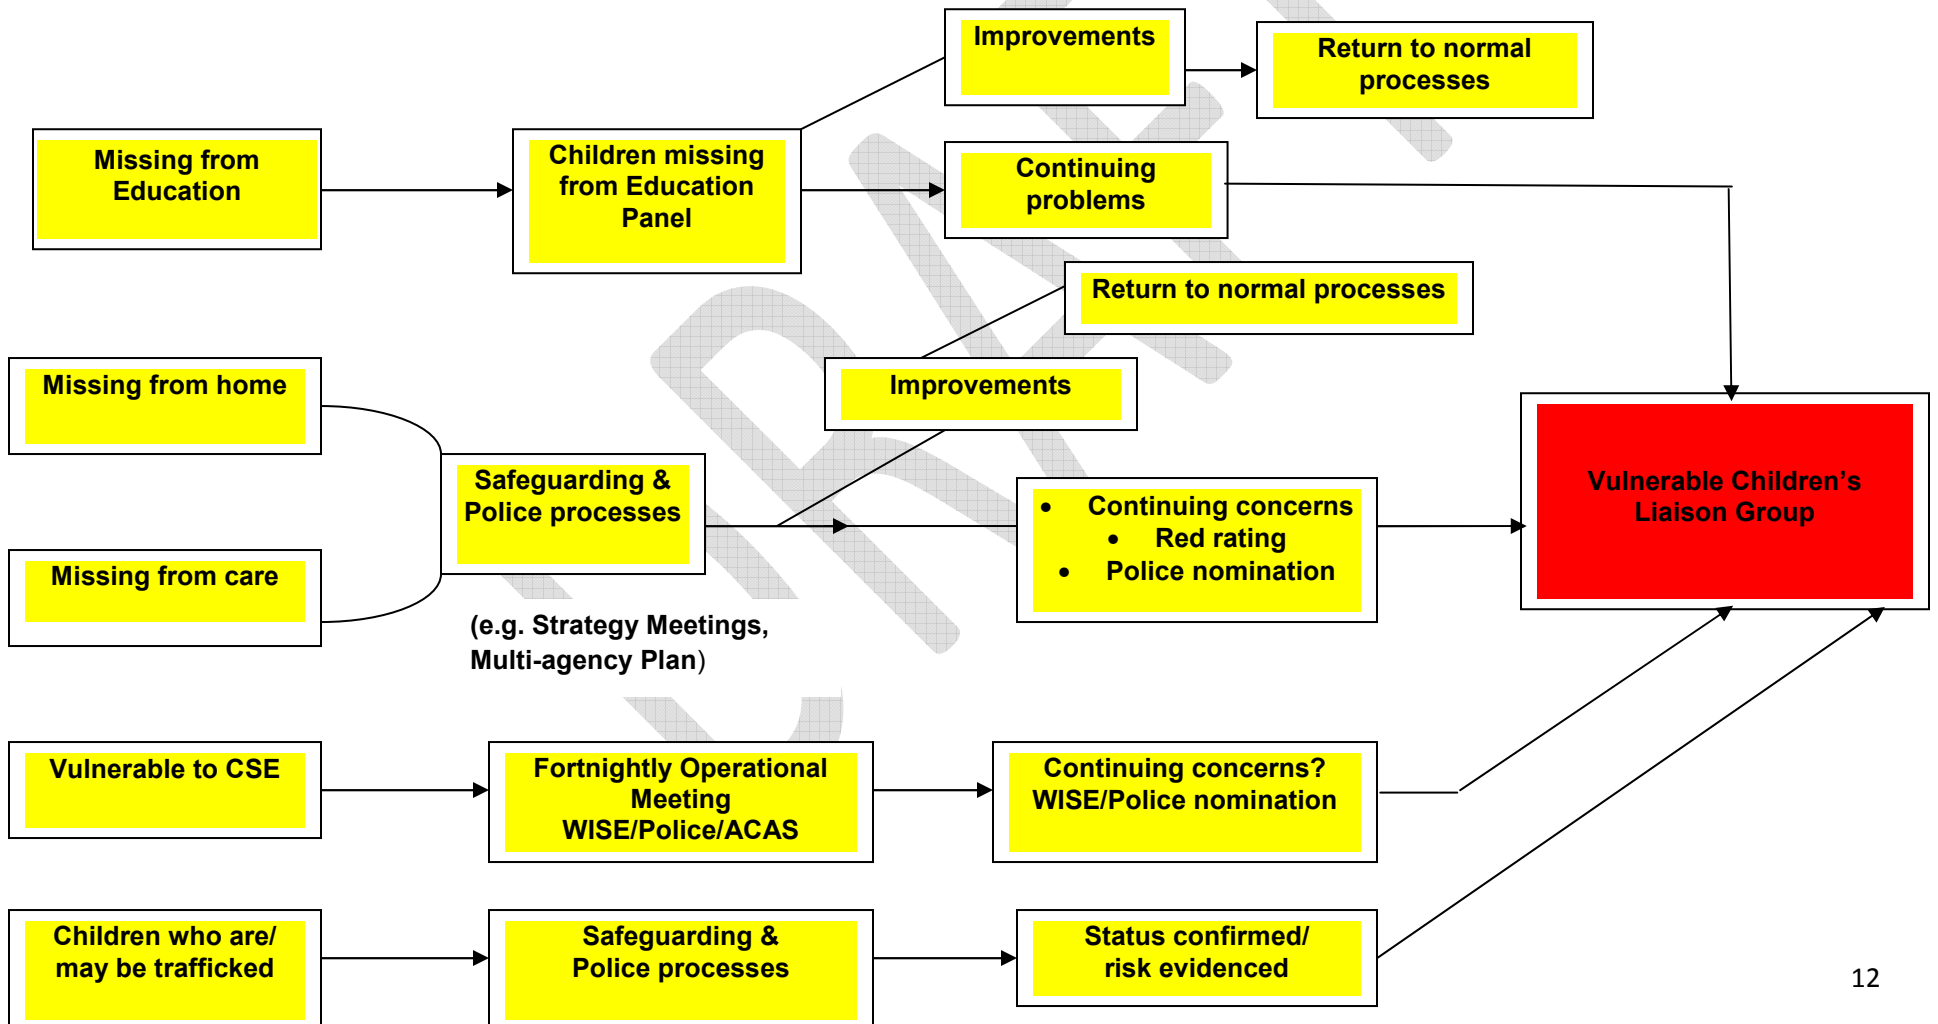 Improvements
Return to normal
processes
Missing from
Education
Children missing
from Education
Panel
Continuing
problems
Return to normal processes
Missing from home
Improvements
Safeguarding &
Police processes
• Continuing concerns
• Red rating
• Police nomination
Vulnerable Children’s
Liaison Group
Missing from care
(e.g. Strategy Meetings,
Multi-agency Plan)
Vulnerable to CSE
Fortnightly Operational
Meeting
WISE/Police/ACAS
Continuing concerns?
WISE/Police nomination
Children who are/
may be trafficked
Safeguarding &
Police processes
Status confirmed/
risk evidenced
12
DRAFT